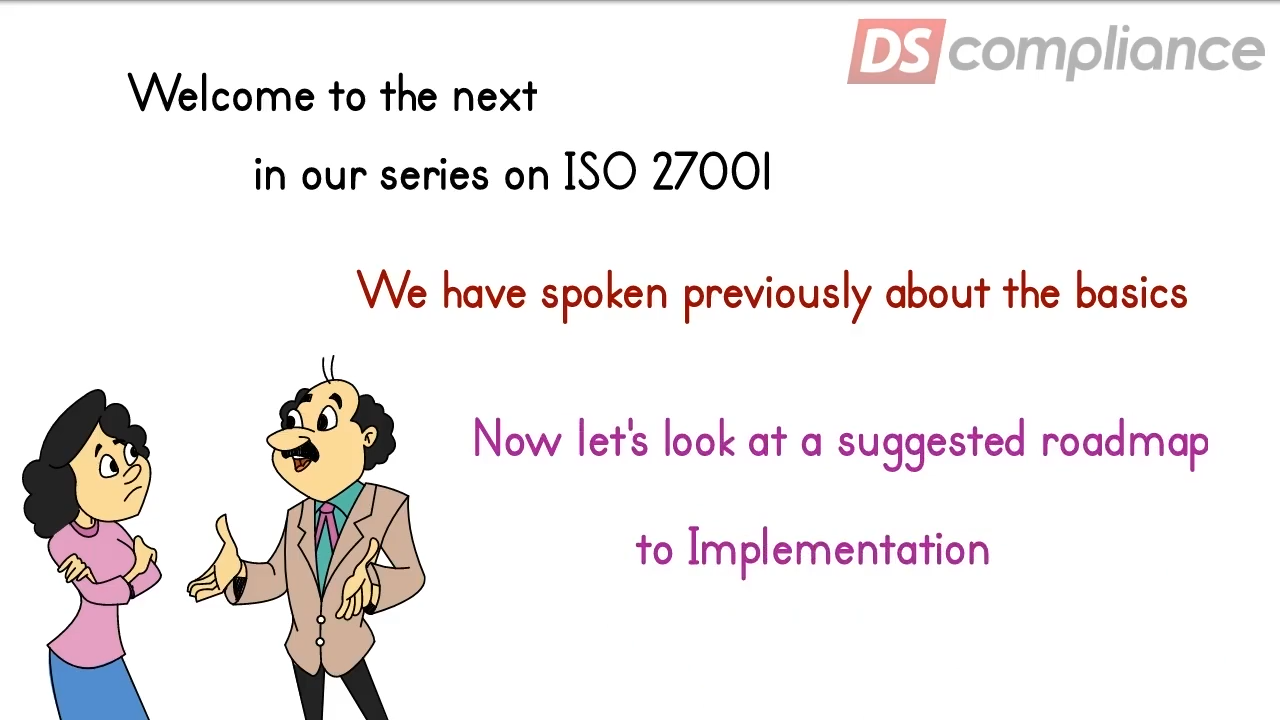 DS compliance
Welcome to the next
in our series on ISO 27001
We have spoken previously about the basics
Now let's look at a suggested roadmap
to Implementation